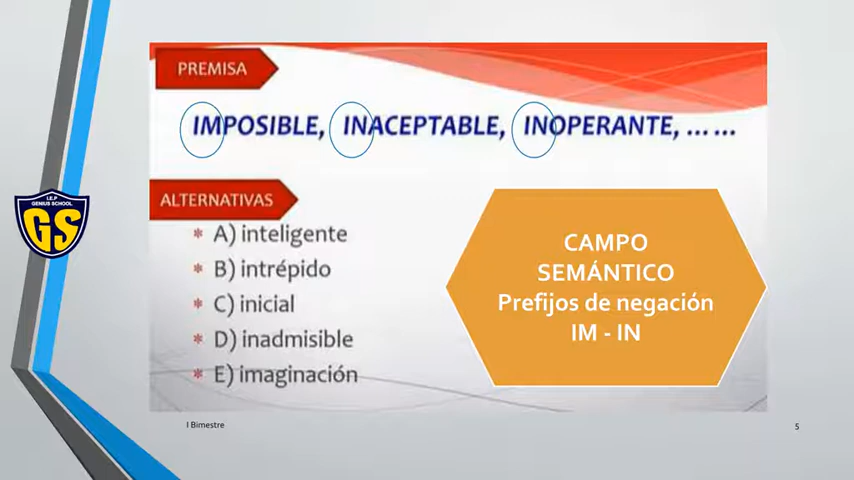 PREMISA
IMPOSIBLE, INACEPTABLE, INOPERANTE, ... ...
ALTERNATIVAS
* A) inteligente
* B) intrépido
* C) inicial
* D) inadmisible
* E) imaginación
CAMPO
SEMÁNTICO
Prefijos de negación
IM - IN
I.E.P
GENIUS SCHOOL
GS
I Bimestre
5